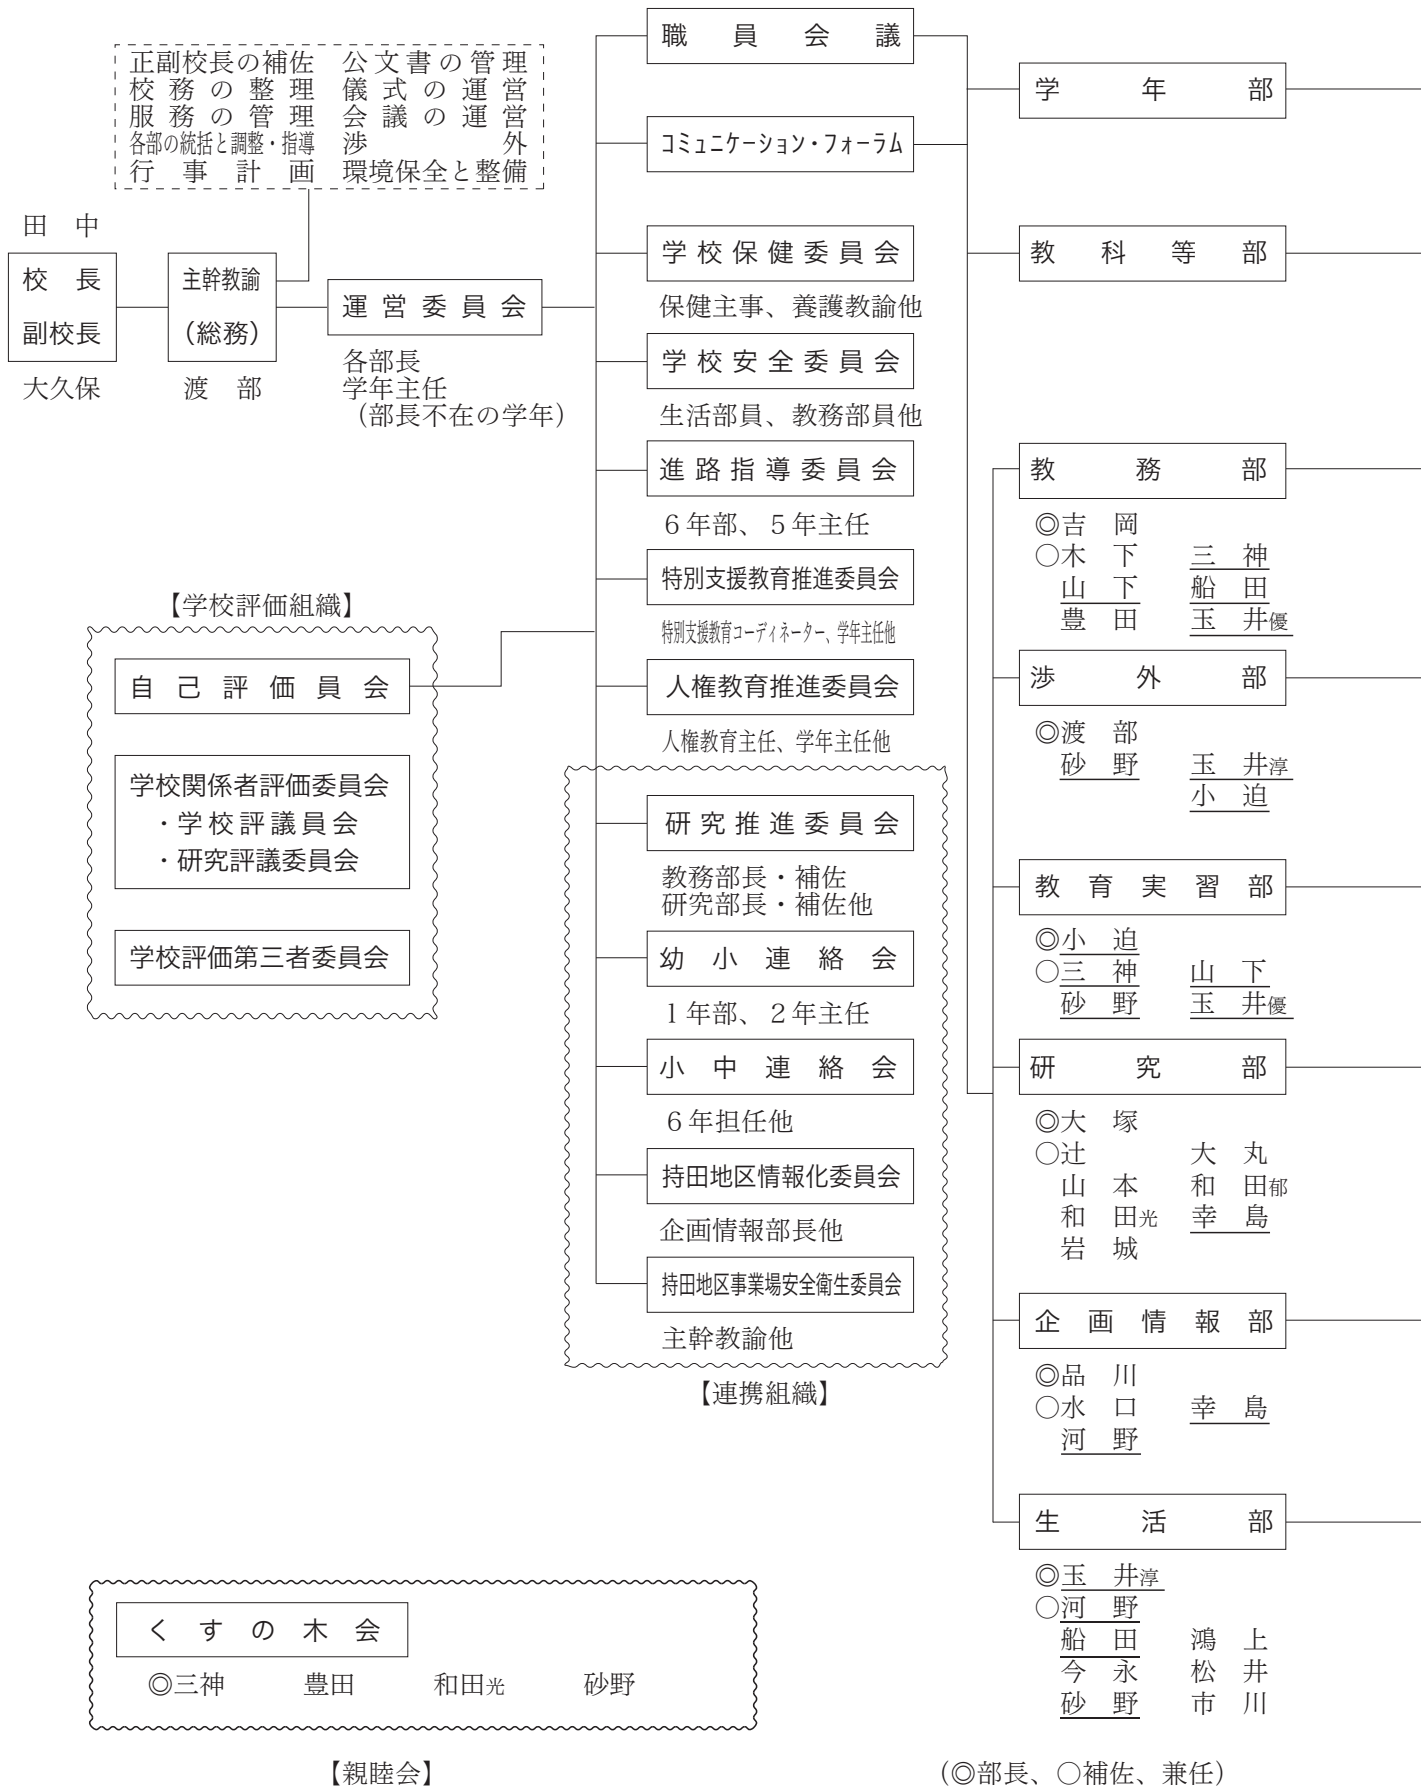 正副校長の補佐　公文書の管理
校務の整理　儀式の運営
服務の管理　会議の運営
各部の統括と調整・指導　渉外
行事計画　環境保全と整備
田中
校長
副校長
大久保
主幹教諭
（総務）
渡部
運営委員会
各部長
学年主任
（部長不在の学年）
【学校評価組織】
自己評価員会
学校関係者評価委員会
・学校評議員会
・研究評議委員会
学校評価第三者委員会
職員会議
コミュニケーション・フォーラム
学校保健委員会
保健主事、養護教諭他
学校安全委員会
生活部員、教務部員他
進路指導委員会
６年部、５年主任
特別支援教育推進委員会
特別支援教育コーディネーター、学年主任他
人権教育推進委員会
人権教育主任、学年主任他
研究推進委員会
教務部長・補佐
研究部長・補佐他
幼小連絡会
１年部、２年主任
小中連絡会
６年担任他
持田地区情報化委員会
企画情報部長他
持田地区事業場安全衛生委員会
主幹教諭他
【連携組織】
学年部
教科等部
教務部
◎吉岡
○木下　三神
山下　船田
豊田　玉井優
渉外部
◎渡部
砂野　玉井淳
小迫
教育実習部
◎小迫
○三神　山下
砂野　玉井優
研究部
◎大塚
○辻　大丸
山本　和田郁
和田光　幸島
岩城
企画情報部
◎品川
○水口　幸島
河野
生活部
◎玉井淳
○河野
船田　鴻上
今永　松井
砂野　市川
くすの木会
◎三神　豊田　和田光　砂野
【親睦会】
（◎部長、○補佐、兼任）